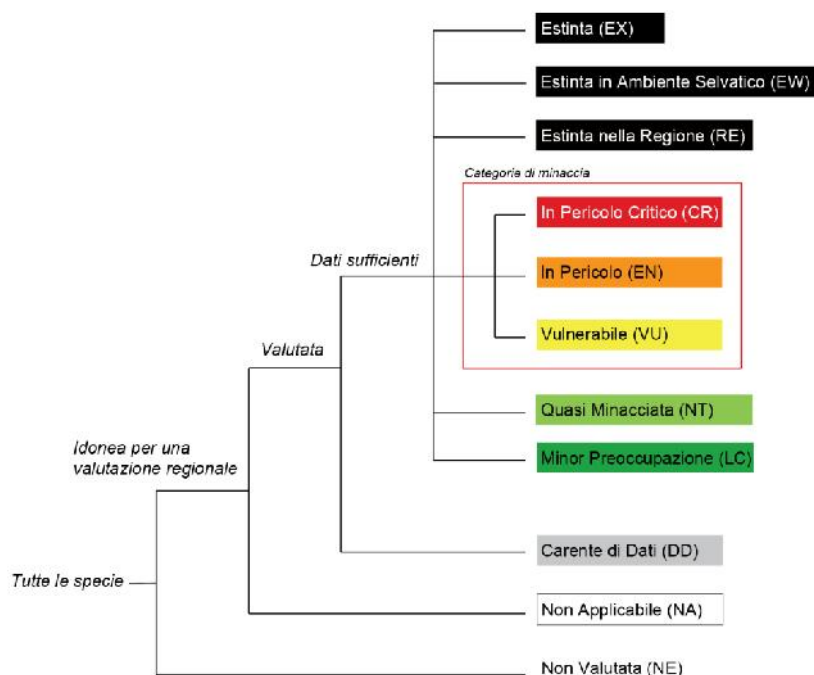 Estinta (EX)
Estinta in Ambiente Selvatico (EW)
Estinta nella Regione (RE)
Categorie di minaccia
In Pericolo Critico (CR)
Dati sufficienti
In Pericolo (EN)
Vulnerabile (VU)
Valutata
Quasi Minacciata (NT)
Idonea per una
valutazione regionale
Minor Preoccupazione (LC)
Carente di Dati (DD)
Tutte le specie
Non Applicabile (NA)
Non Valutata (NE)